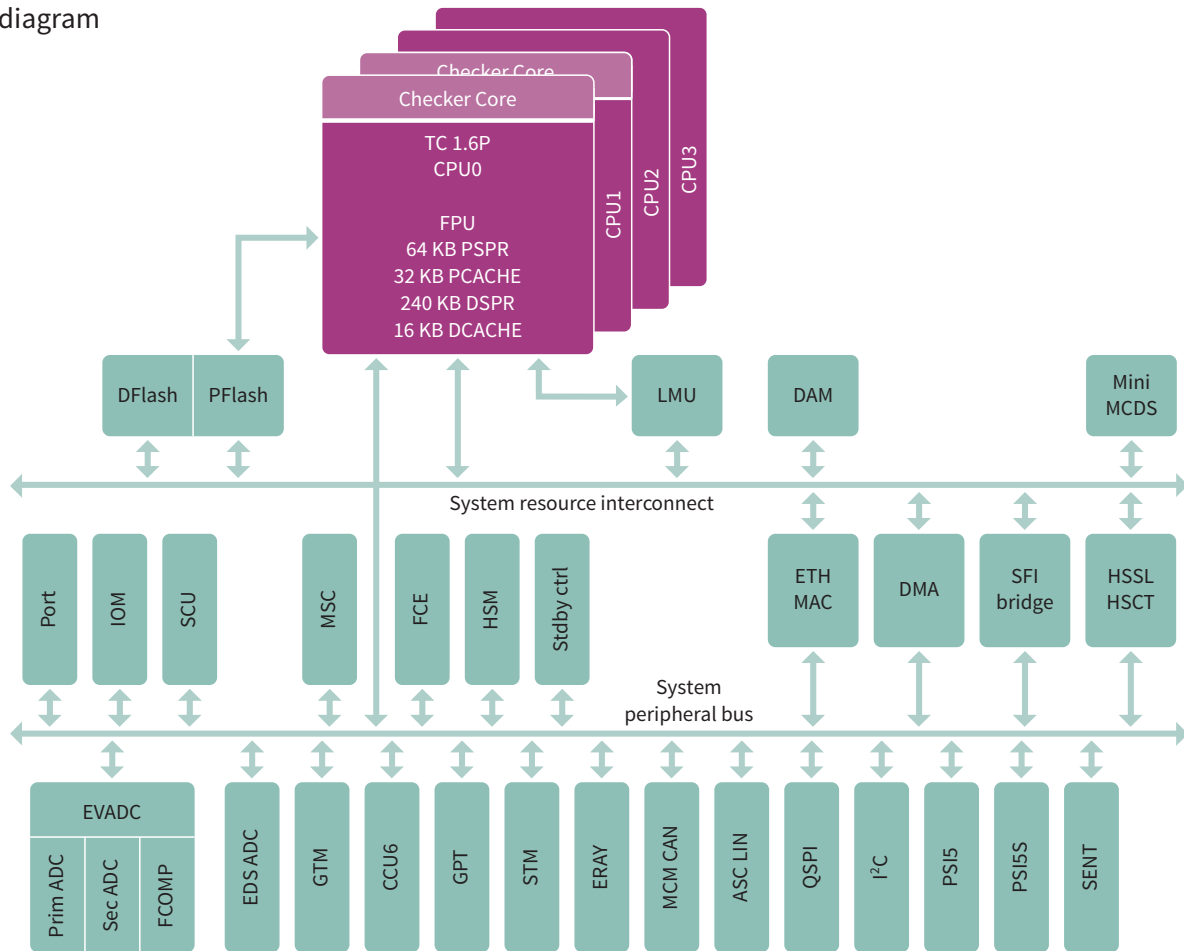 diagram
Checker Core
Checker Core
TC 1.6P
CPU0
FPU
64 KB PSPR
32 KB PCACHE
240 KB DSPR
16 KB DCACHE
CPU1
CPU2
CPU3
DFlash
PFlash
LMU
DAM
Mini
MCDS
System resource interconnect
Port
IOM
SCU
MSC
FCE
HSM
Stdby ctrl
ETH
MAC
DMA
SFI
bridge
HSSL
HSCT
System
peripheral bus
EVADC
Prim ADC
Sec ADC
FCOMP
EDS ADC
GTM
CCU6
GPT
STM
ERAY
MCM CAN
ASC LIN
QSPI
I²C
PSI5
PSI5S
SENT